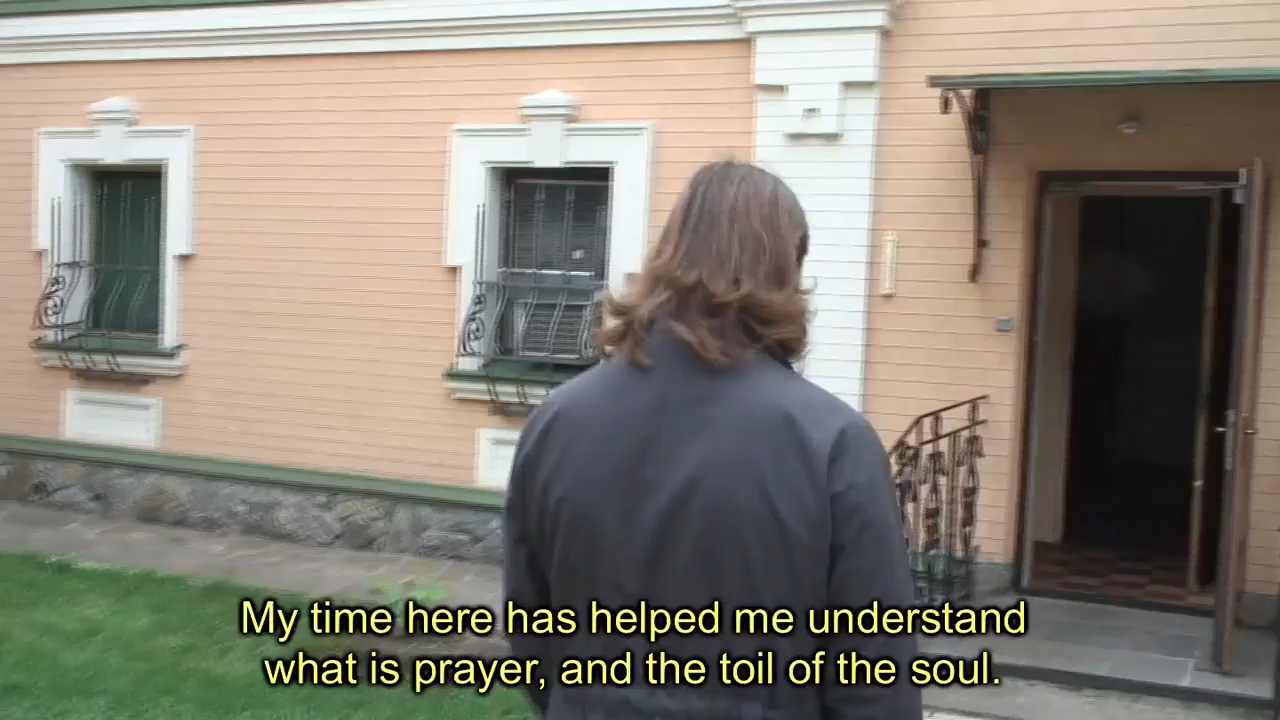 My time here has helped me understand
what is prayer, and the toil of the soul.